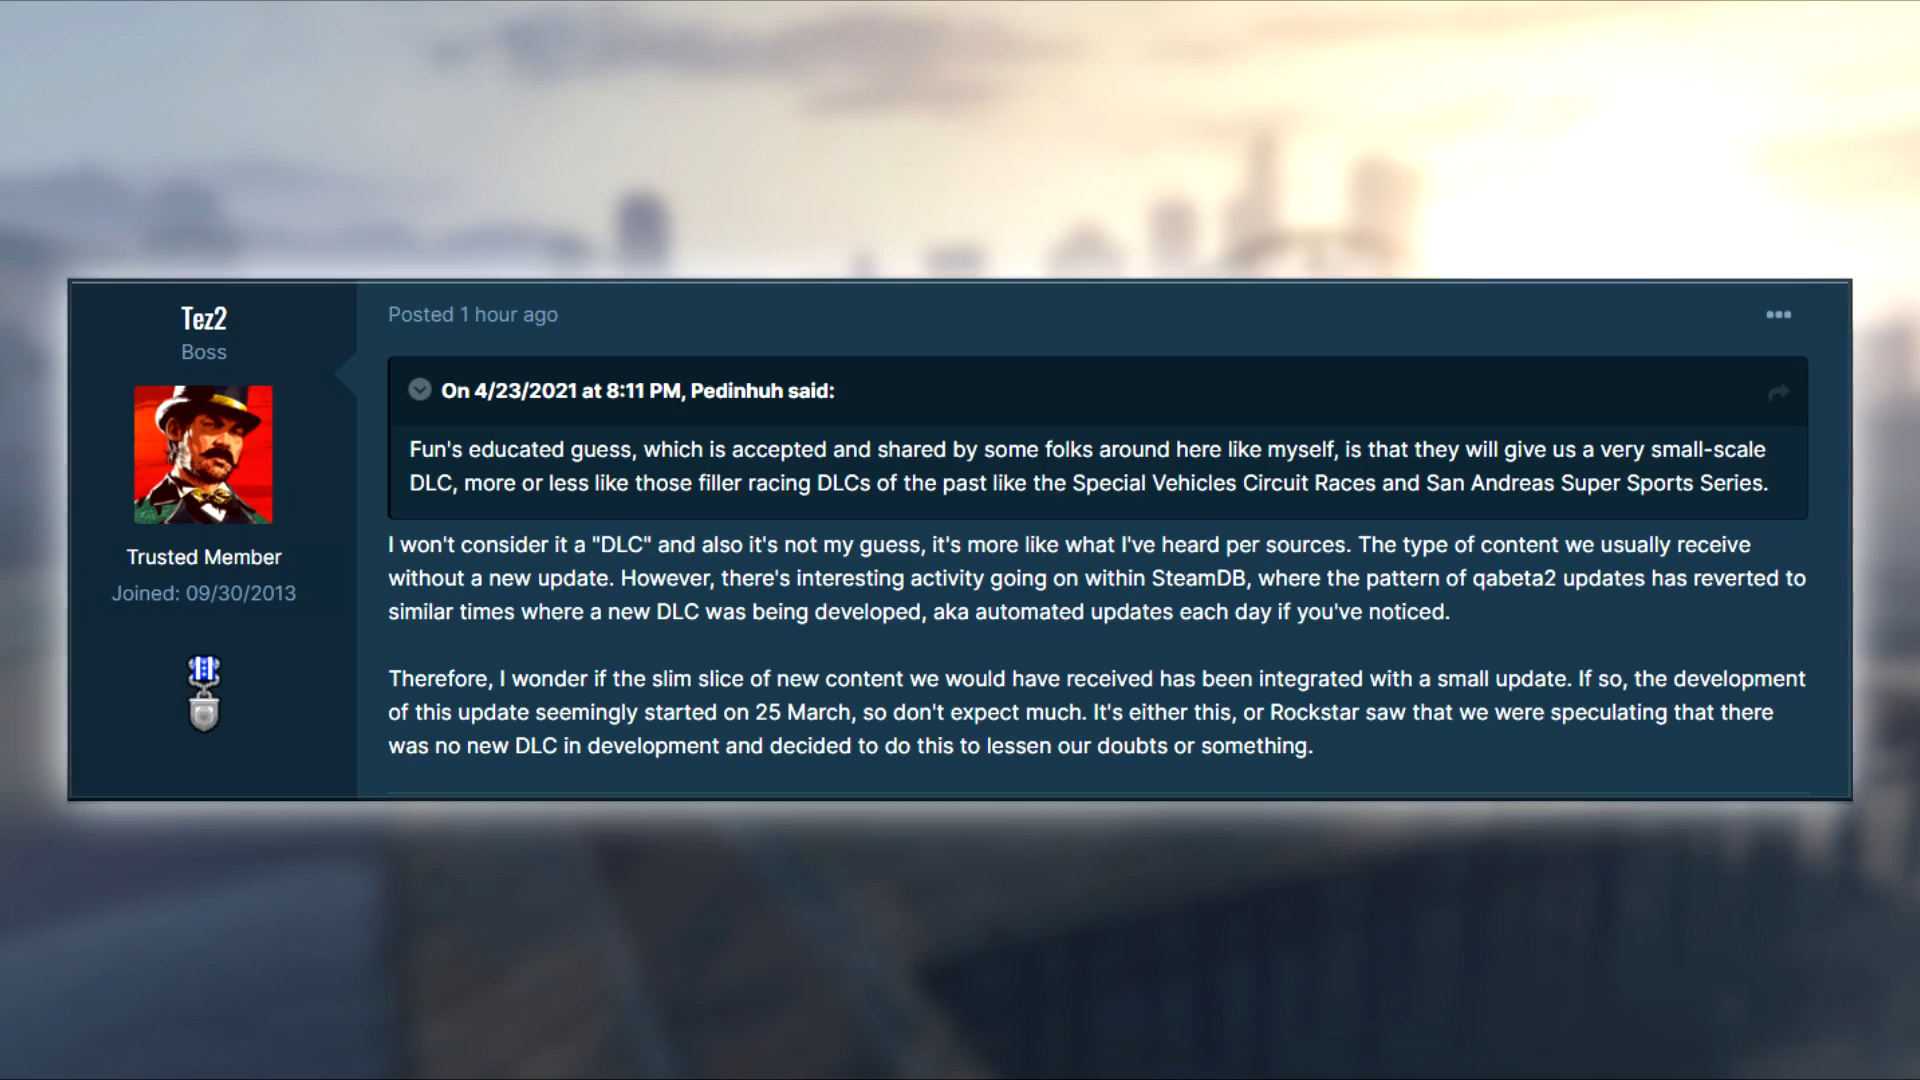 Tez2
Boss
Trusted Member
Joined: 09/30/2013
Posted 1 hour ago
On 4/23/2021 at 8:11 PM, Pedinhuh said:
Fun's educated guess, which is accepted and shared by some folks around here like myself, is that they will give us a very small-scale
DLC, more or less like those filler racing DLCs of the past like the Special Vehicles Circuit Races and San Andreas Super Sports Series.
I won't consider it a "DLC" and also it's not my guess, it's more like what I've heard per sources. The type of content we usually receive
without a new update. However, there's interesting activity going on within SteamDB, where the pattern of qabeta2 updates has reverted to
similar times where a new DLC was being developed, aka automated updates each day if you've noticed.
Therefore, I wonder if the slim slice of new content we would have received has been integrated with a small update. If so, the development
of this update seemingly started on 25 March, so don't expect much. It's either this, or Rockstar saw that we were speculating that there
was no new DLC in development and decided to do this to lessen our doubts or something.